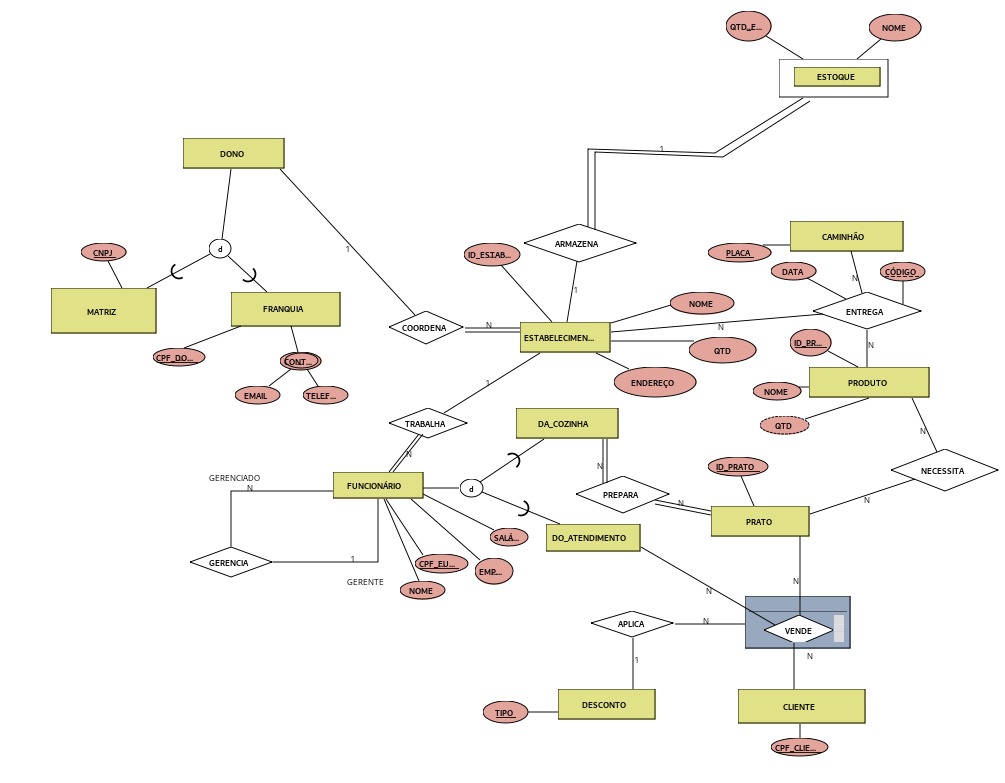 QTD_E...
NOME
ESTOQUE
1
DONO
d
CNPJ
MATRIZ
FRANQUIA
CPF_DO...
CONT...
EMAIL
TELEF...
1
COORDENA
N
ARMAZENA
1
ID_ESTAB...
ESTABELECIMEN...
NOME
N
QTD
ENDEREÇO
CAMINHÃO
PLACA
DATA
N
CÓDIGO
ENTREGA
N
ID_PR...
PRODUTO
NOME
QTD
N
NECESSITA
N
1
TRABALHA
N
DA_COZINHA
N
PREPARA
N
ID_PRATO
PRATO
GERENCIADO
N
FUNCIONÁRIO
d
DO_ATENDIMENTO
SALÁ...
EMP...
NOME
GERENCIA
1
GERENTE
N
N
APLICA
N
VENDE
1
N
DESCONTO
TIPO
CLIENTE
CPF_CLIE...